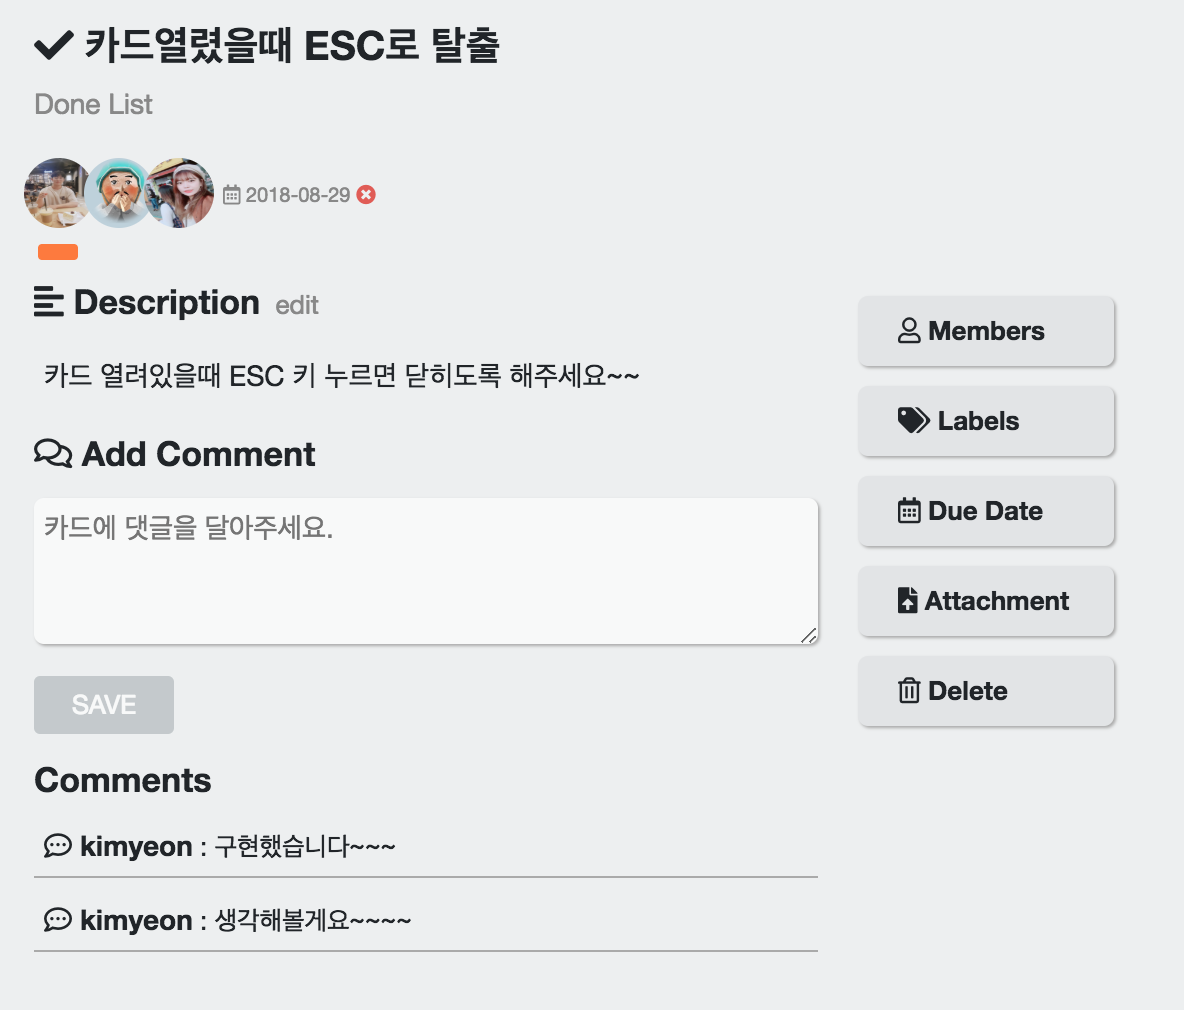 카드열렸을때 ESC로 탈출
Done List
2018-08-29
Description edit
카드 열려있을때 ESC 키 누르면 닫히도록 해주세요~~
Add Comment
카드에 댓글을 달아주세요.
SAVE
Comments
kimyeon : 구현했습니다~~~
kimyeon : 생각해볼게요~~~~
Members
Labels
Due Date
Attachment
Delete